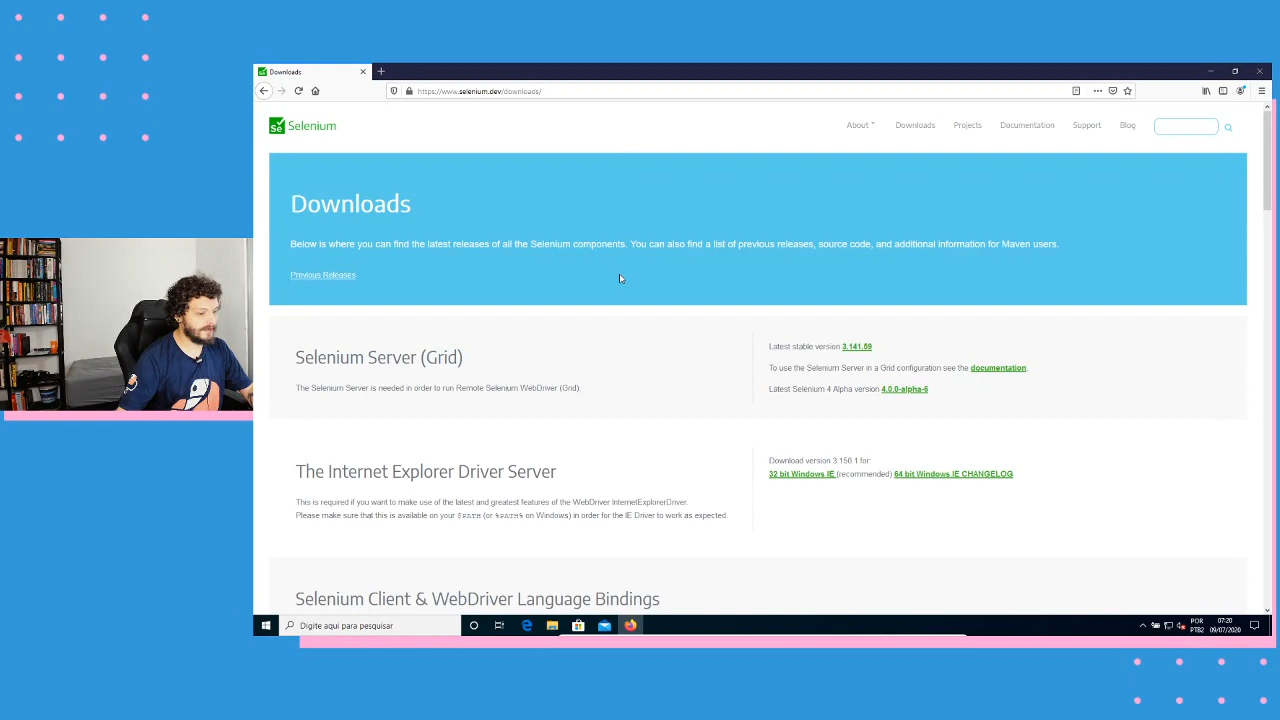 Downloads
https://www.selenium.dev/downloads/
Se Selenium
About
Downloads
Projects
Documentation
Support
Blog
Downloads
Below is where you can find the latest releases of all the Selenium components. You can also find a list of previous releases, source code, and additional information for Maven users.
Previous Releases
Selenium Server (Grid)
The Selenium Server is needed in order to run Remote Selenium WebDriver (Grid).
Latest stable version 3.141.59
To use the Selenium Server in a Grid configuration see the documentation.
Latest Selenium 4 Alpha version 4.0.0-alpha-6
The Internet Explorer Driver Server
This is required if you want to make use of the latest and greatest features of the WebDriver InternetExplorerDriver.
Please make sure that this is available on your $PATH (or %PATH% on Windows) in order for the IE Driver to work as expected.
Download version 3.150.1 for:
32 bit Windows IE (recommended) 64 bit Windows IE CHANGELOG
Selenium Client & WebDriver Language Bindings
Digite aqui para pesquisar
POR
PTB2
07:20
09/07/2020